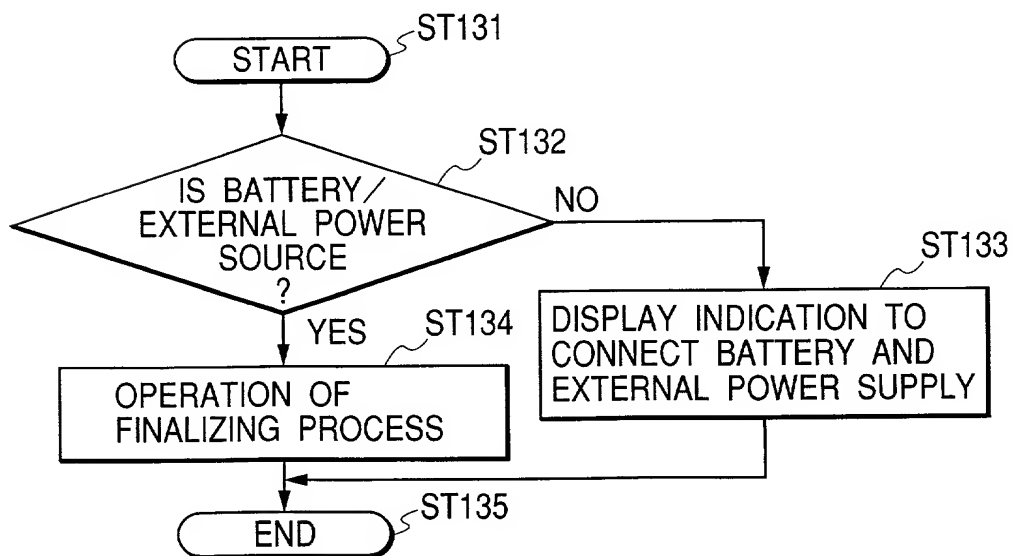 START
ST131
IS BATTERY/
EXTERNAL POWER
SOURCE
?
ST132
NO
YES
ST133
DISPLAY INDICATION TO
CONNECT BATTERY AND
EXTERNAL POWER SUPPLY
ST134
OPERATION OF
FINALIZING PROCESS
END
ST135